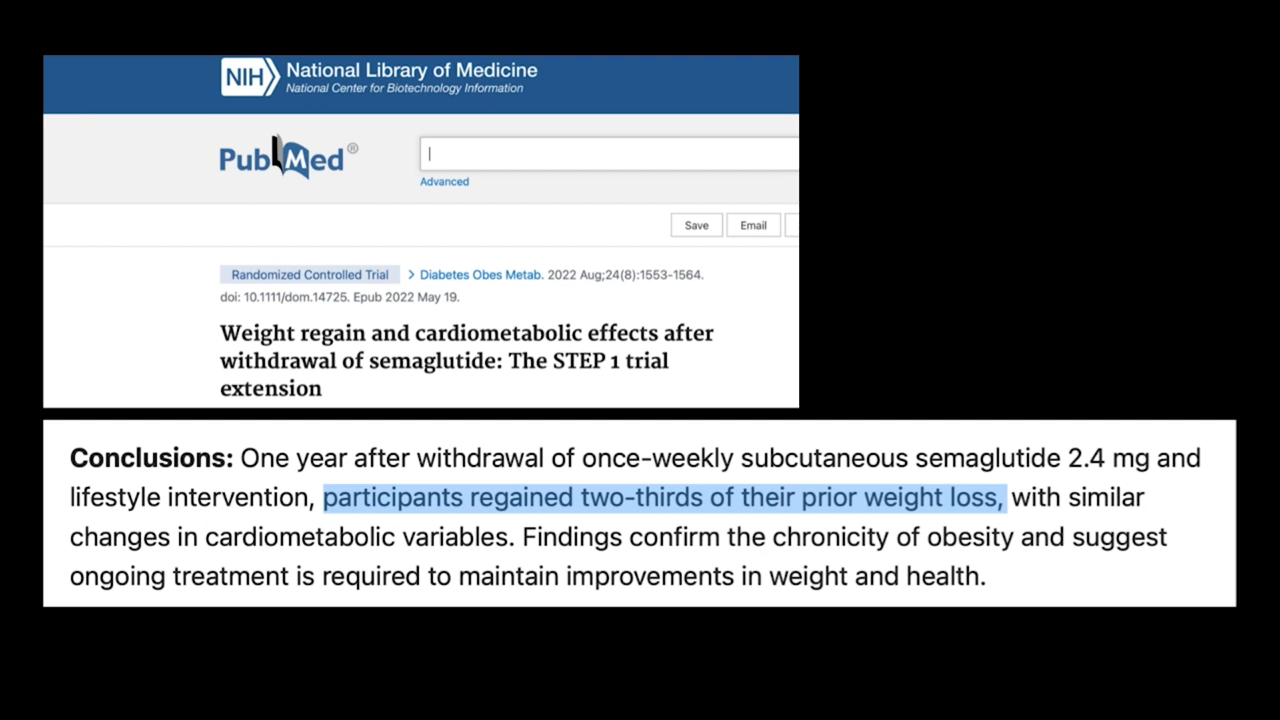 NIH National Library of Medicine
National Center for Biotechnology Information
PubMed®
Advanced
Save Email
Randomized Controlled Trial > Diabetes Obes Metab. 2022 Aug;24(8):1553-1564.
doi: 10.1111/dom.14725. Epub 2022 May 19.
Weight regain and cardiometabolic effects after
withdrawal of semaglutide: The STEP 1 trial
extension
Conclusions: One year after withdrawal of once-weekly subcutaneous semaglutide 2.4 mg and
lifestyle intervention, participants regained two-thirds of their prior weight loss, with similar
changes in cardiometabolic variables. Findings confirm the chronicity of obesity and suggest
ongoing treatment is required to maintain improvements in weight and health.